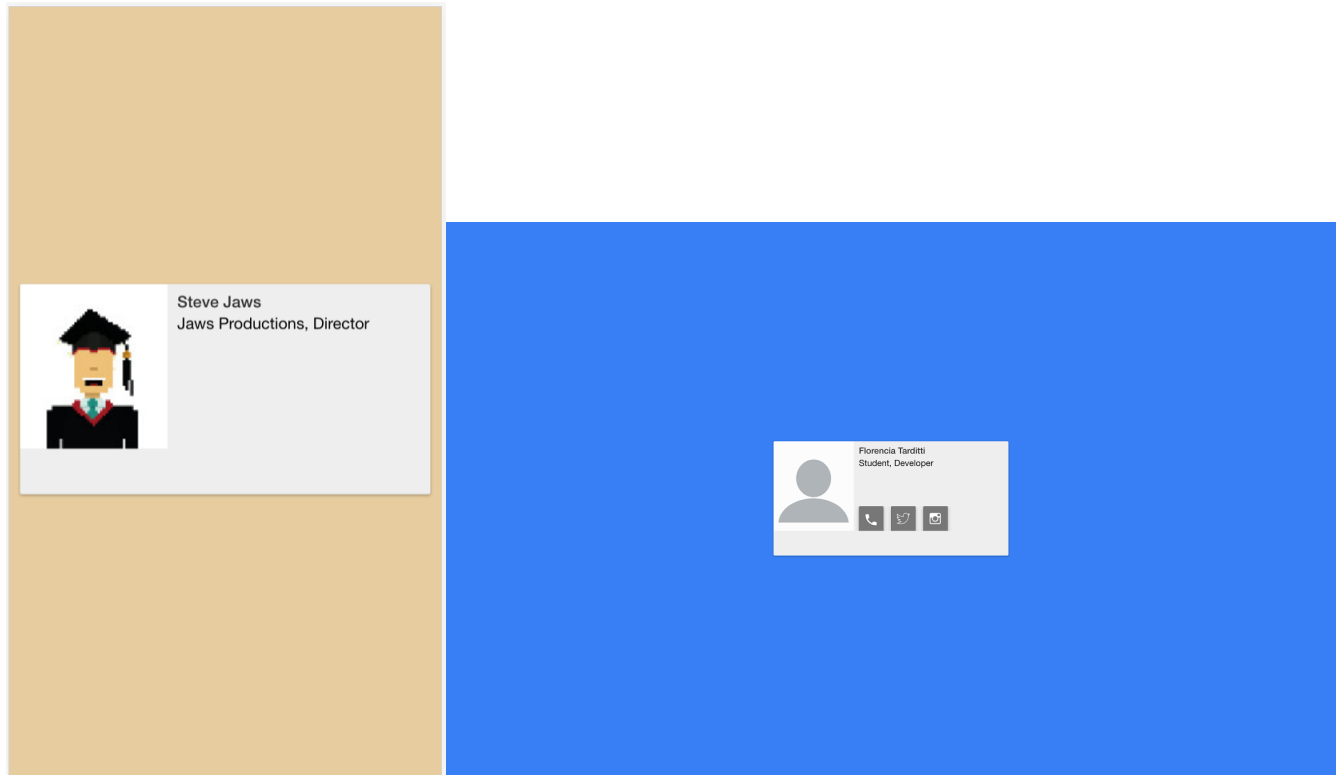 Steve Jaws
Jaws Productions, Director
Florencia Tarditti
Student, Developer